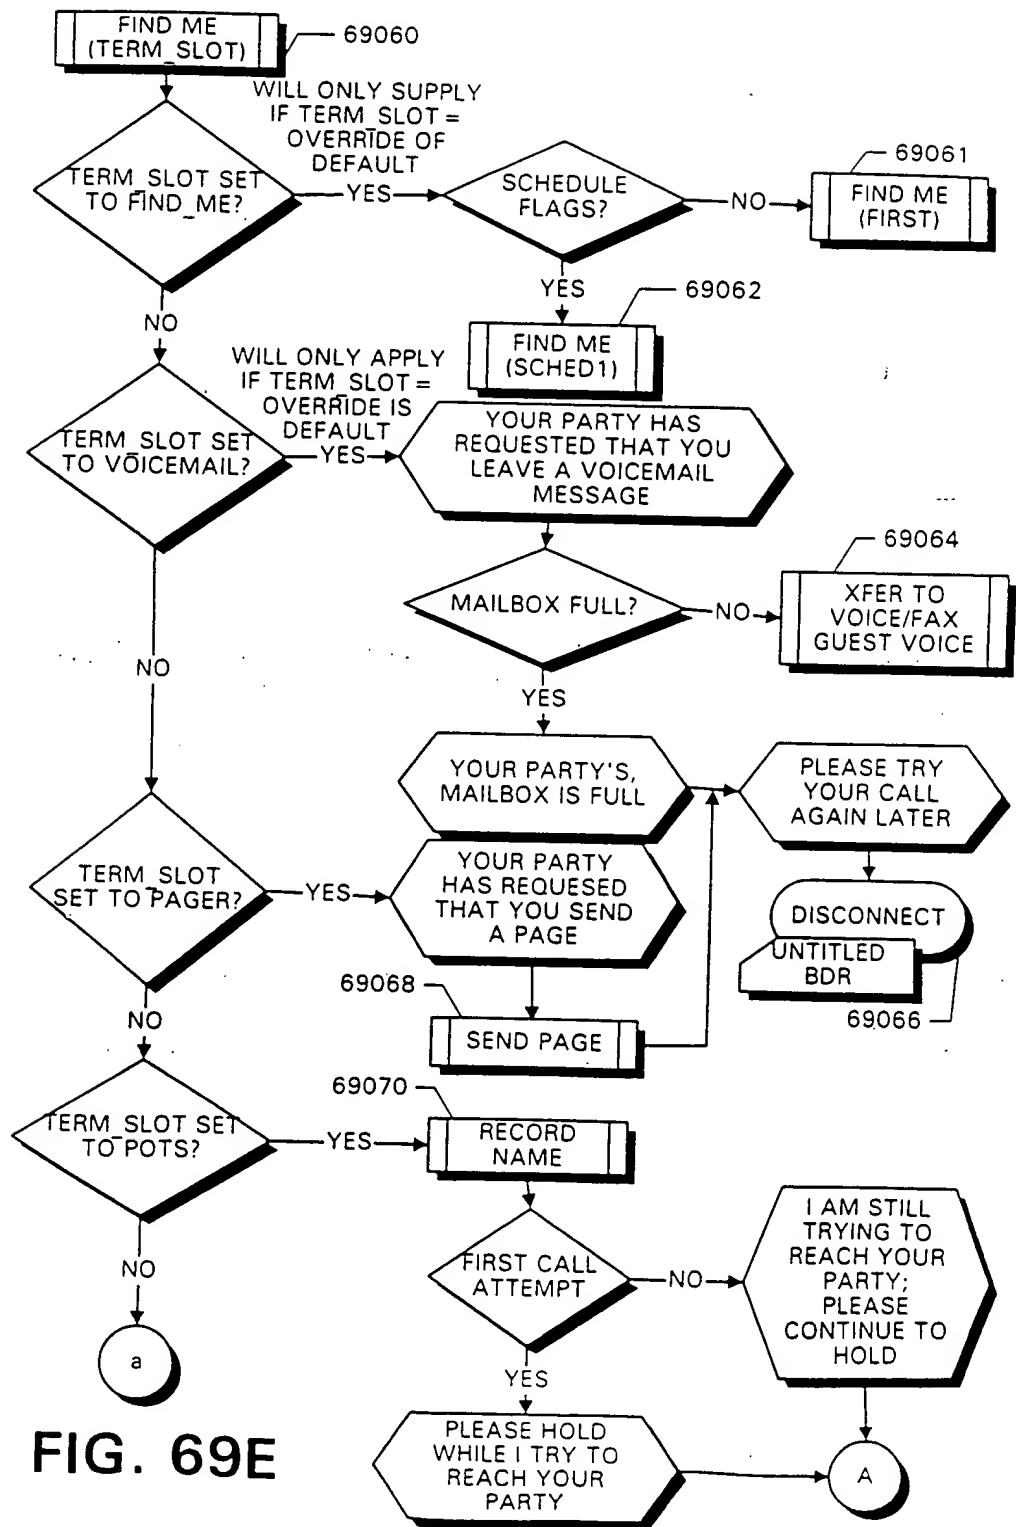 FIND ME
(TERM_SLOT)
69060
WILL ONLY SUPPLY
IF TERM_SLOT =
OVERRIDE OF
DEFAULT
TERM_SLOT SET
TO FIND_ME?
YES
SCHEDULE
FLAGS?
NO
69061
FIND ME
(FIRST)
YES
69062
FIND ME
(SCHED1)
NO
WILL ONLY APPLY
IF TERM_SLOT =
OVERRIDE IS
DEFAULT
TERM_SLOT SET
TO VOICEMAIL?
YES
YOUR PARTY HAS
REQUESTED THAT YOU
LEAVE A VOICEMAIL
MESSAGE
MAILBOX FULL?
NO
69064
XFER TO
VOICE/FAX
GUEST VOICE
NO
YES
YOUR PARTY'S,
MAILBOX IS FULL
PLEASE TRY
YOUR CALL
AGAIN LATER
TERM_SLOT
SET TO PAGER?
YES
YOUR PARTY
HAS REQUESED
THAT YOU SEND
A PAGE
DISCONNECT
UNTITLED
BDR
69066
69068
SEND PAGE
NO
69070
TERM_SLOT SET
TO POTS?
YES
RECORD
NAME
FIRST CALL
ATTEMPT
NO
I AM STILL
TRYING TO
REACH YOUR
PARTY;
PLEASE
CONTINUE TO
HOLD
NO
a
YES
PLEASE HOLD
WHILE I TRY TO
REACH YOUR
PARTY
A
FIG. 69E